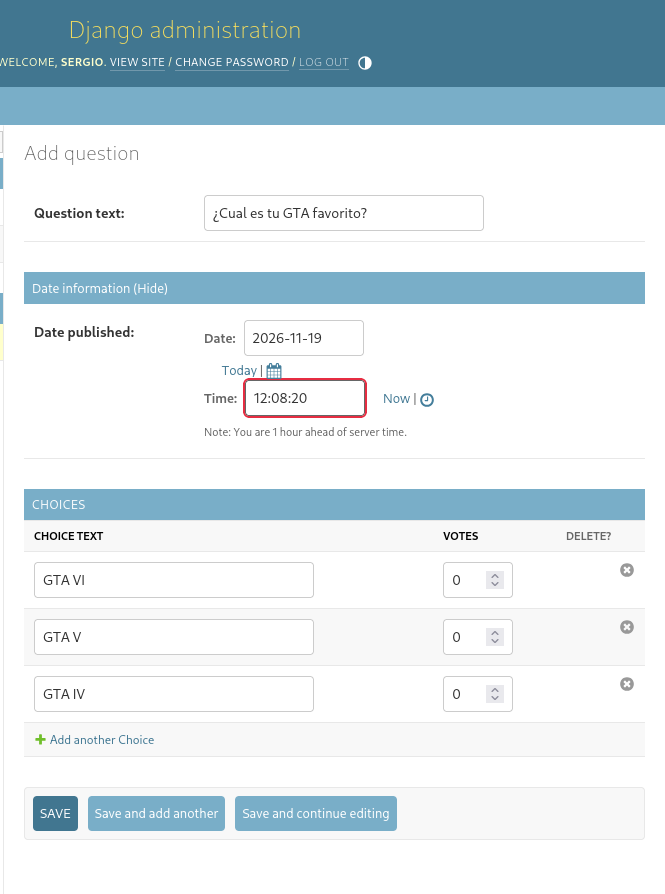 Django administration
WELCOME, SERGIO. VIEW SITE / CHANGE PASSWORD / LOG OUT
Add question
Question text: ¿Cual es tu GTA favorito?
Date information (Hide)
Date published: Date: 2026-11-19
Today |
Time: 12:08:20 Now |
Note: You are 1 hour ahead of server time.
CHOICES
CHOICE TEXT VOTES DELETE?
GTA VI 0
GTA V 0
GTA IV 0
Add another Choice
SAVE Save and add another Save and continue editing